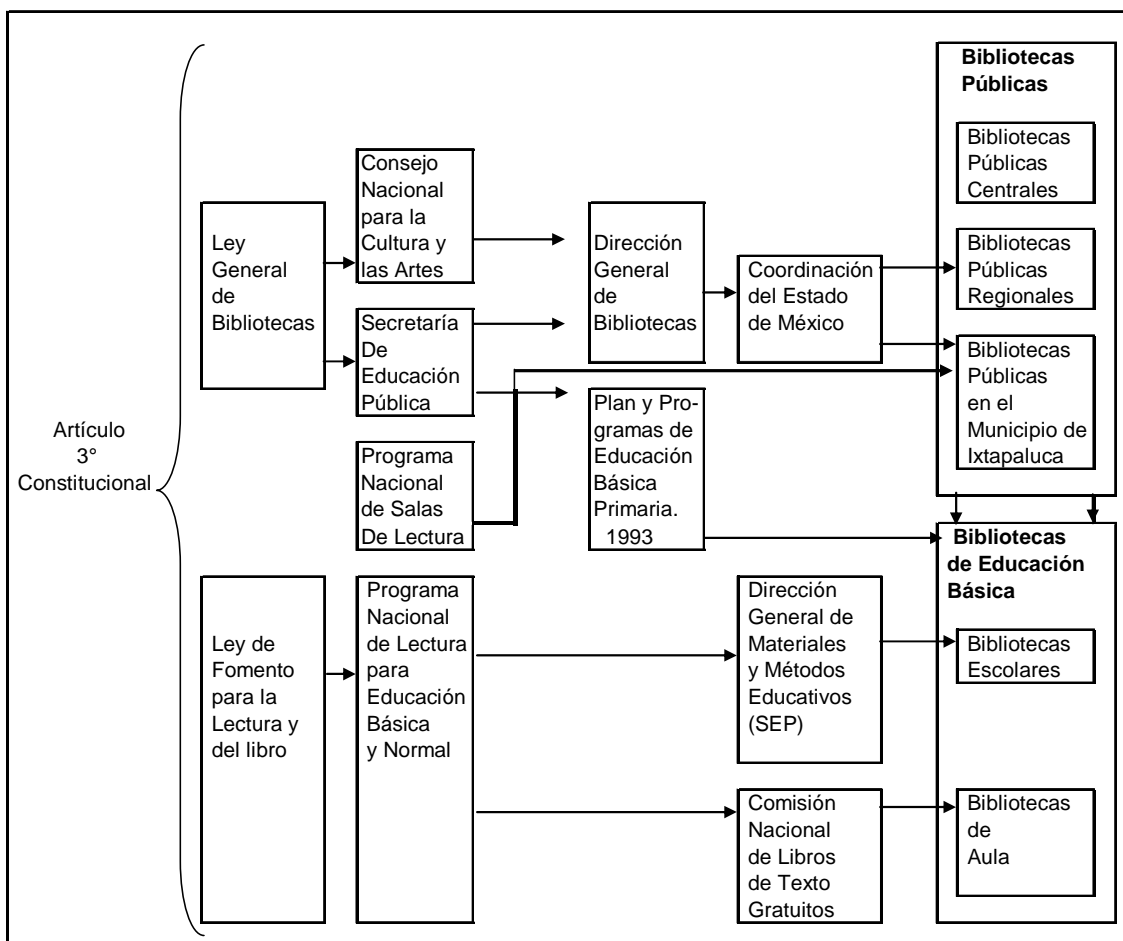 Artículo
3°
Constitucional
Ley
General
de
Bibliotecas
Consejo
Nacional
para la
Cultura y
las Artes
Secretaría
De
Educación
Pública
Programa
Nacional
de Salas
De Lectura
Dirección
General
de
Bibliotecas
Plan y Pro-
gramas de
Educación
Básica
Primaria.
1993
Coordinación
del Estado
de México
Bibliotecas
Públicas
Bibliotecas
Públicas
Centrales
Bibliotecas
Públicas
Regionales
Bibliotecas
Públicas
en el
Municipio de
Ixtapaluca
Ley de
Fomento
para la
Lectura y
del libro
Programa
Nacional
de Lectura
para
Educación
Básica
y Normal
Dirección
General de
Materiales
y Métodos
Educativos
(SEP)
Comisión
Nacional
de Libros
de Texto
Gratuitos
Bibliotecas
de Educación
Básica
Bibliotecas
Escolares
Bibliotecas
de
Aula